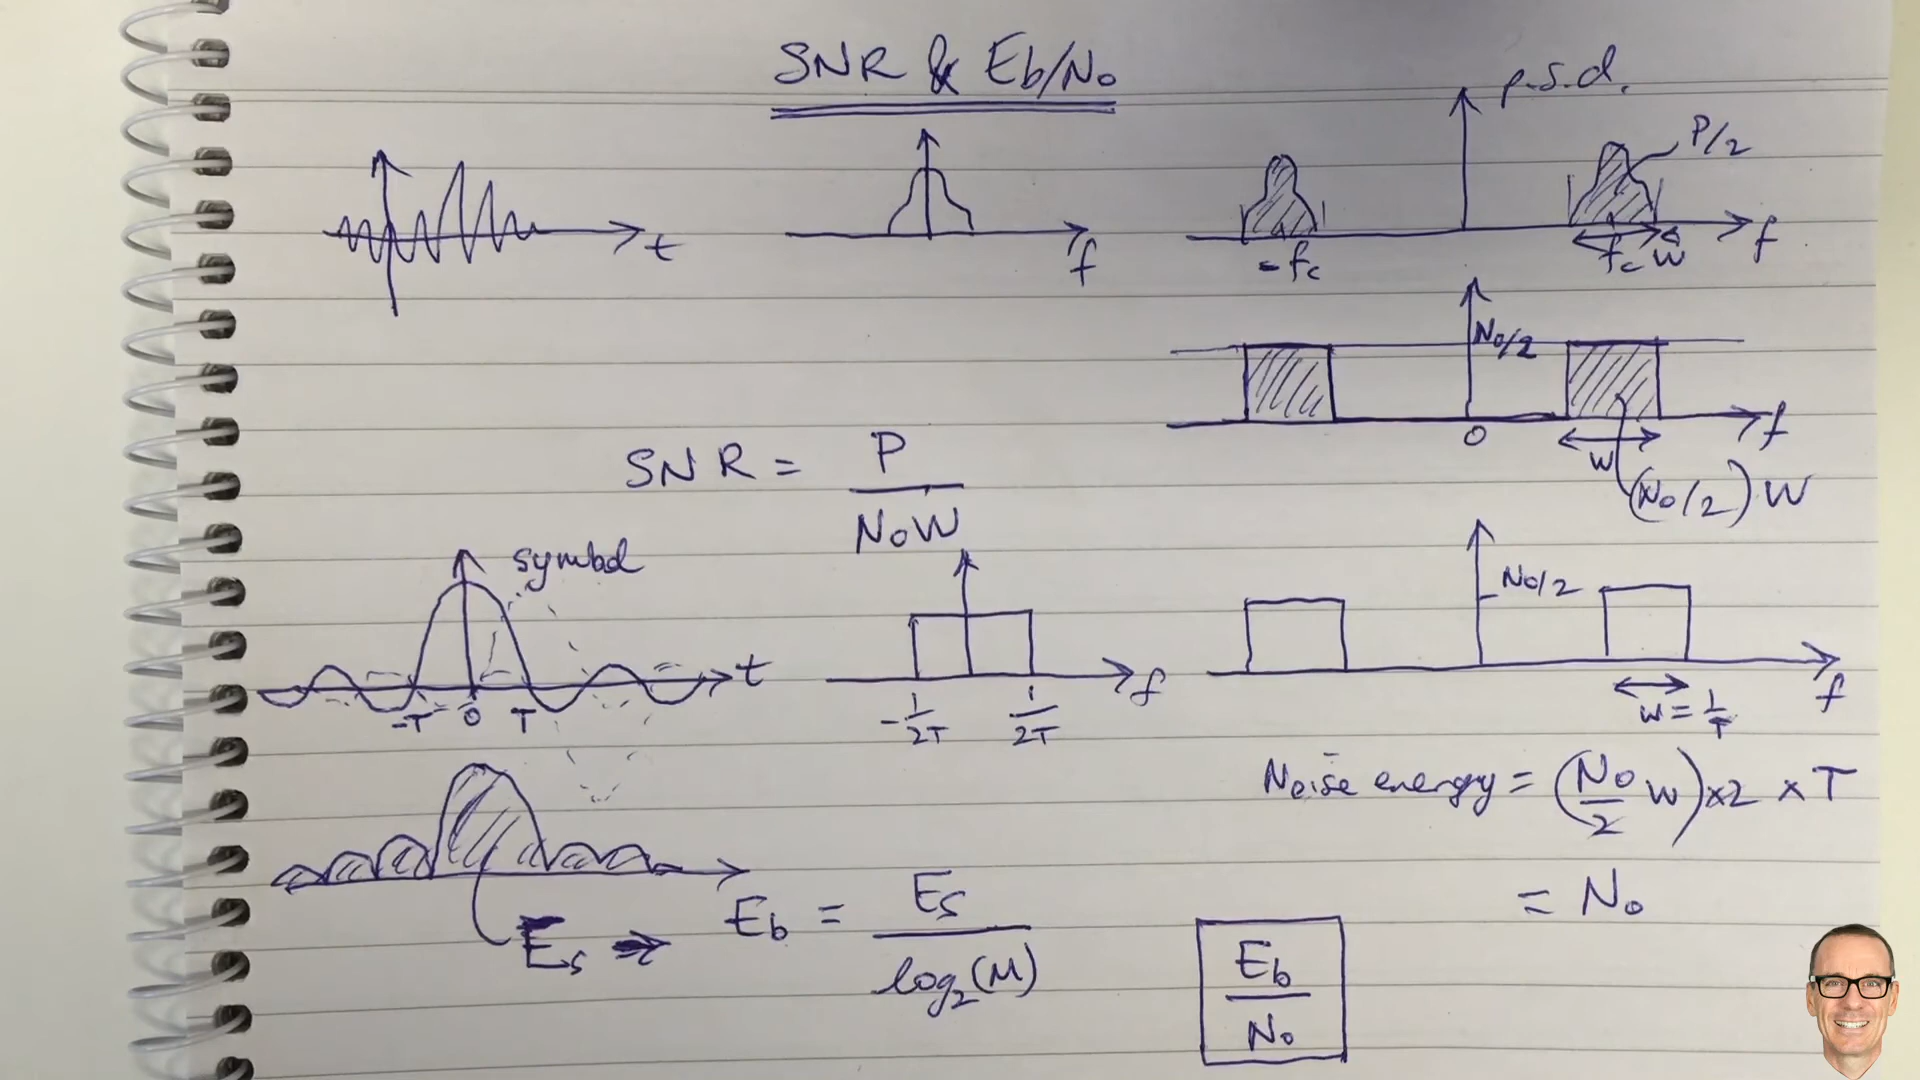 SNR & Eb/No
p.s.d.
P/2
t
f
-fc
fc
W
f
No/2
f
0
W
(No/2) W
SNR = P / NoW
symbol
-T 0 T
t
-1/2T 1/2T
f
No/2
W = 1/T
f
Noise energy = (No/2 W) x2 x T
= No
Es ⇒ Eb = Es / log2(M)
Eb / No